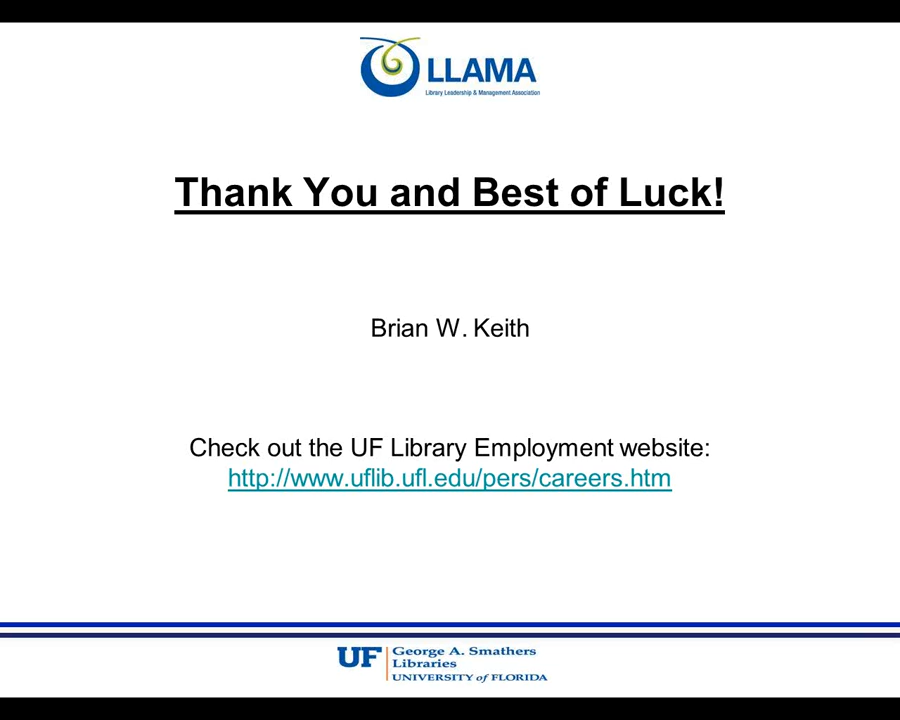 LLAMA
Library Leadership & Management Association
Thank You and Best of Luck!
Brian W. Keith
Check out the UF Library Employment website:
http://www.uflib.ufl.edu/pers/careers.htm
UF George A. Smathers
Libraries
UNIVERSITY of FLORIDA